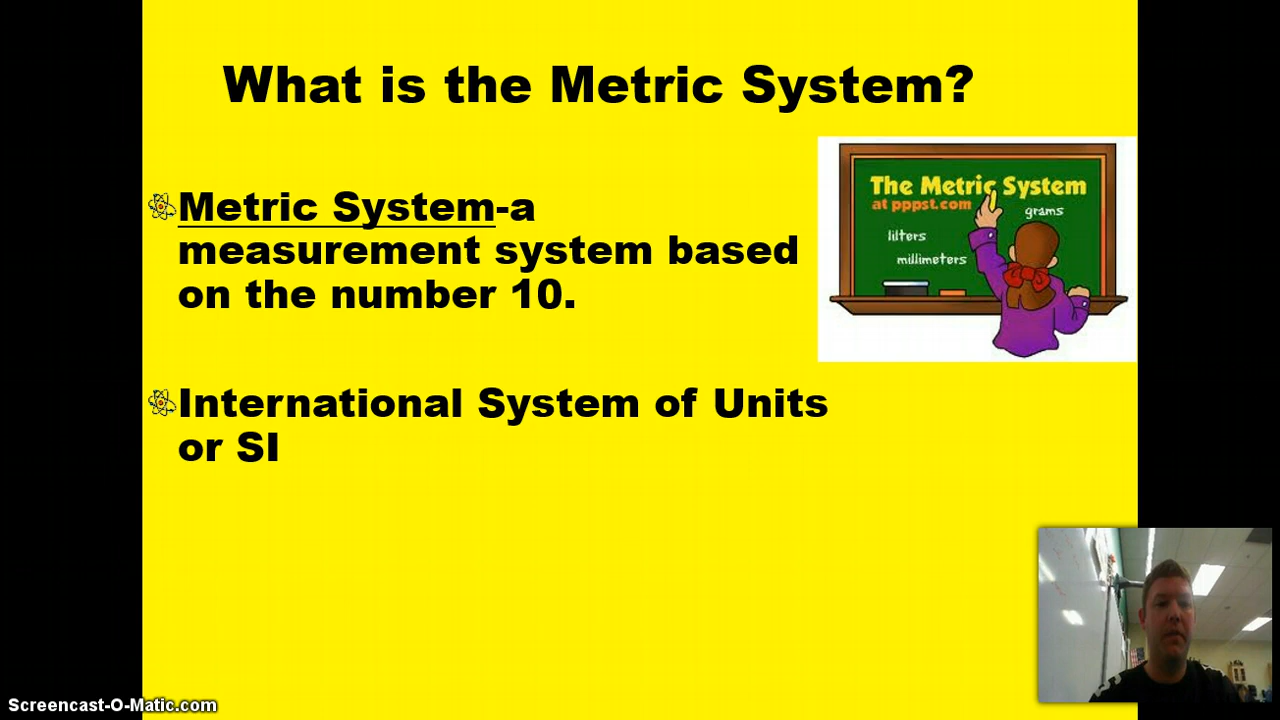 What is the Metric System?
Metric System-a
measurement system based
on the number 10.
The Metric System
at pppst.com
grams
liters
millimeters
International System of Units
or SI
Screencast-O-Matic.com